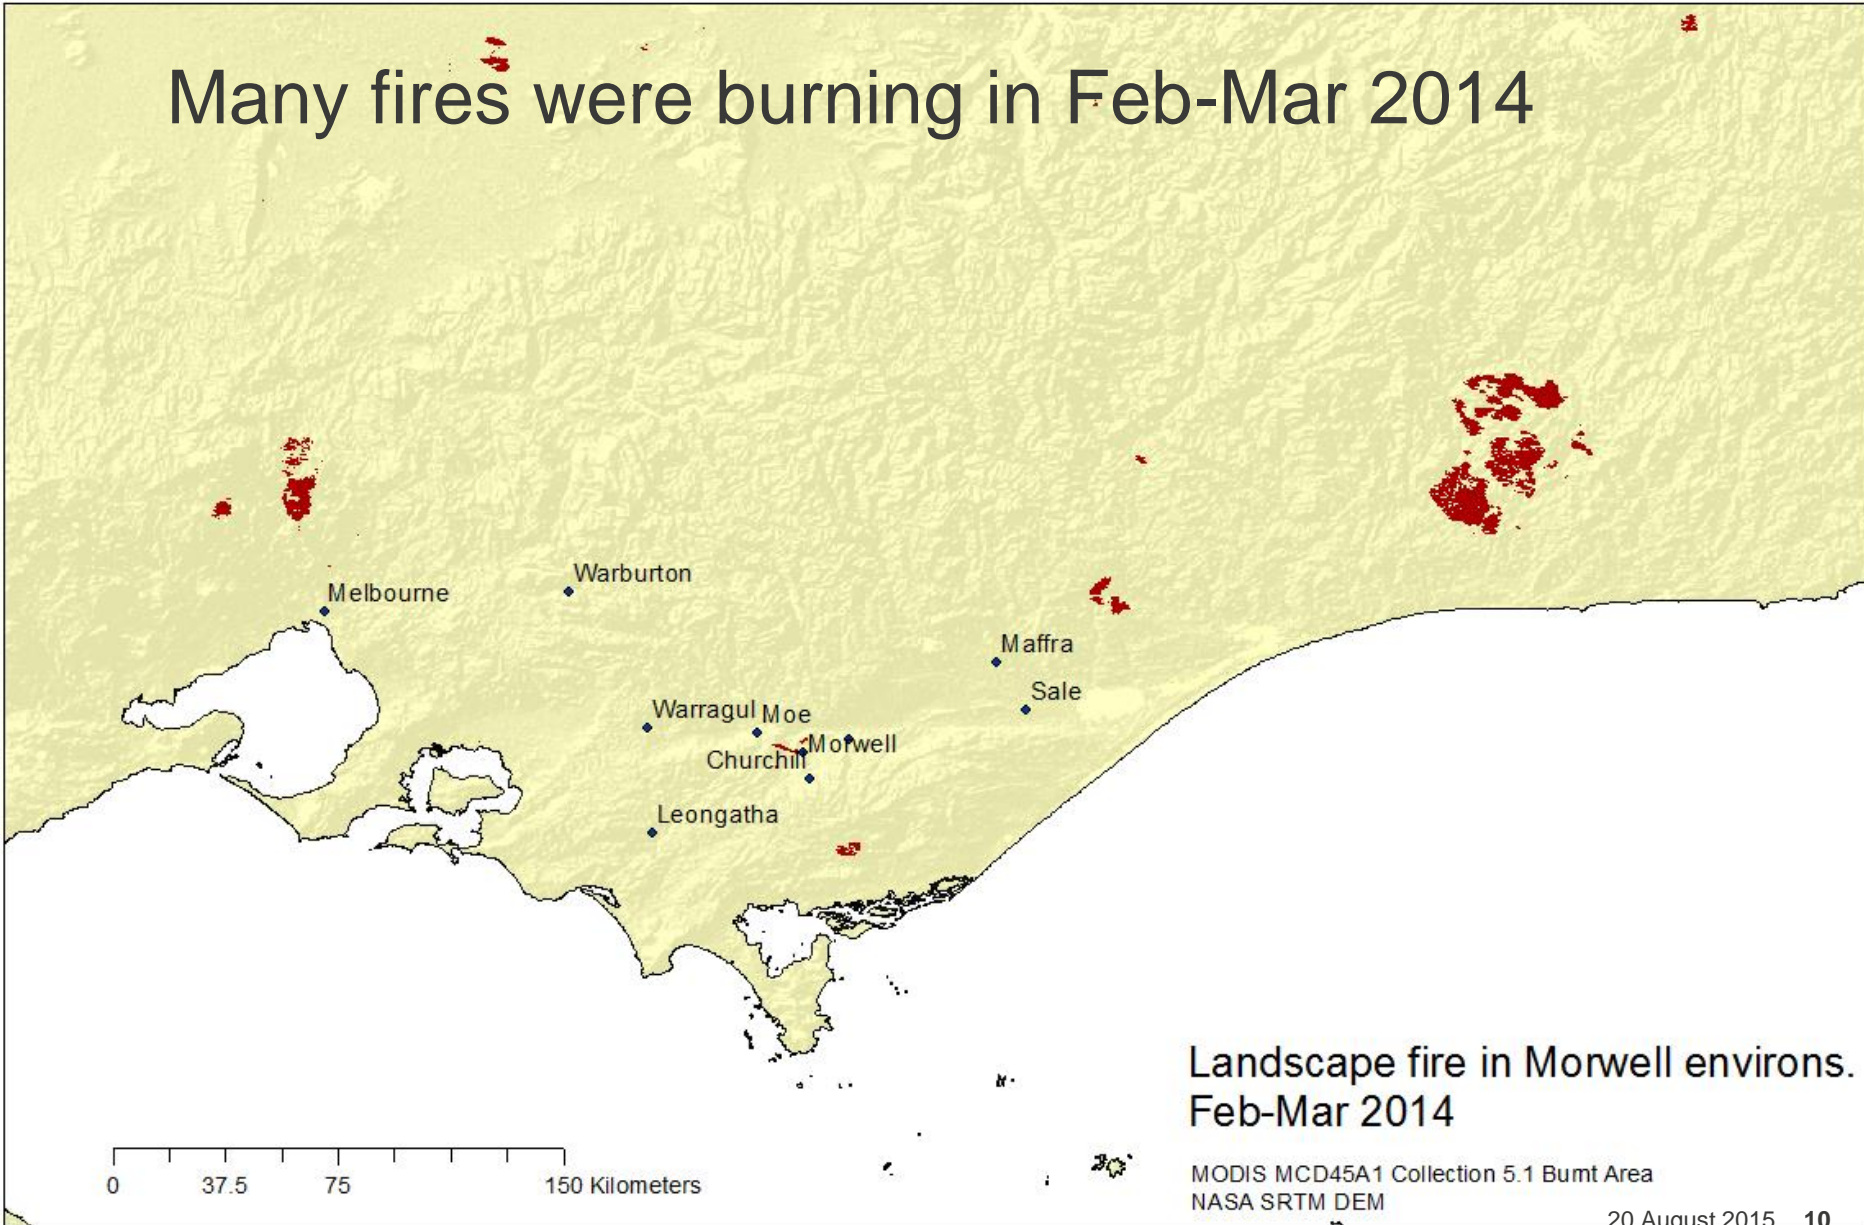 Many fires were burning in Feb-Mar 2014
Warburton
Melbourne
Maffra
Sale
Warragul Moe
Morwell
Churchill
Leongatha
Landscape fire in Morwell environs.
Feb-Mar 2014
0 37.5 75 150 Kilometers
MODIS MCD45A1 Collection 5.1 Burnt Area
NASA SRTM DEM
20 August 2015 10